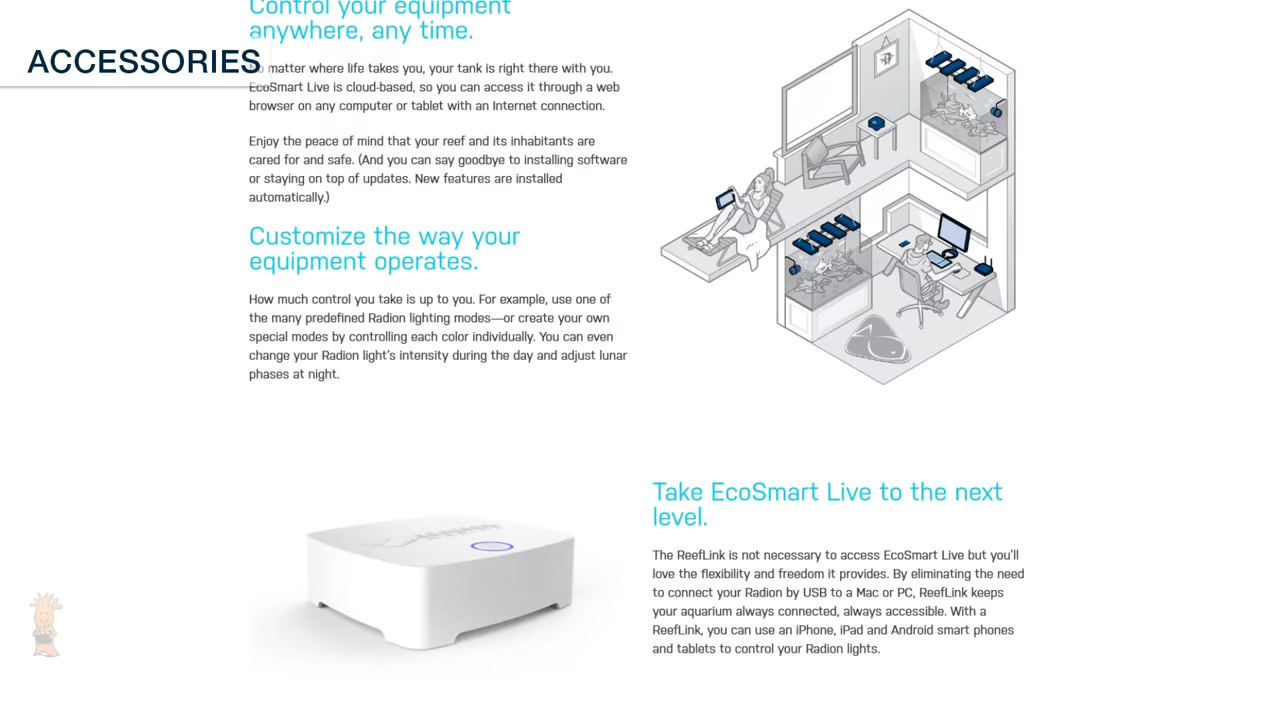 Control your equipment
anywhere, any time.
ACCESSORIES
matter where life takes you, your tank is right there with you.
EcoSmart Live is cloud-based, so you can access it through a web
browser on any computer or tablet with an Internet connection.
Enjoy the peace of mind that your reef and its inhabitants are
cared for and safe. (And you can say goodbye to installing software
or staying on top of updates. New features are installed
automatically.)
Customize the way your
equipment operates.
How much control you take is up to you. For example, use one of
the many predefined Radion lighting modes—or create your own
special modes by controlling each color individually. You can even
change your Radion light's intensity during the day and adjust lunar
phases at night.
Take EcoSmart Live to the next
level.
The ReefLink is not necessary to access EcoSmart Live but you'll
love the flexibility and freedom it provides. By eliminating the need
to connect your Radion by USB to a Mac or PC, ReefLink keeps
your aquarium always connected, always accessible. With a
ReefLink, you can use an iPhone, iPad and Android smart phones
and tablets to control your Radion lights.